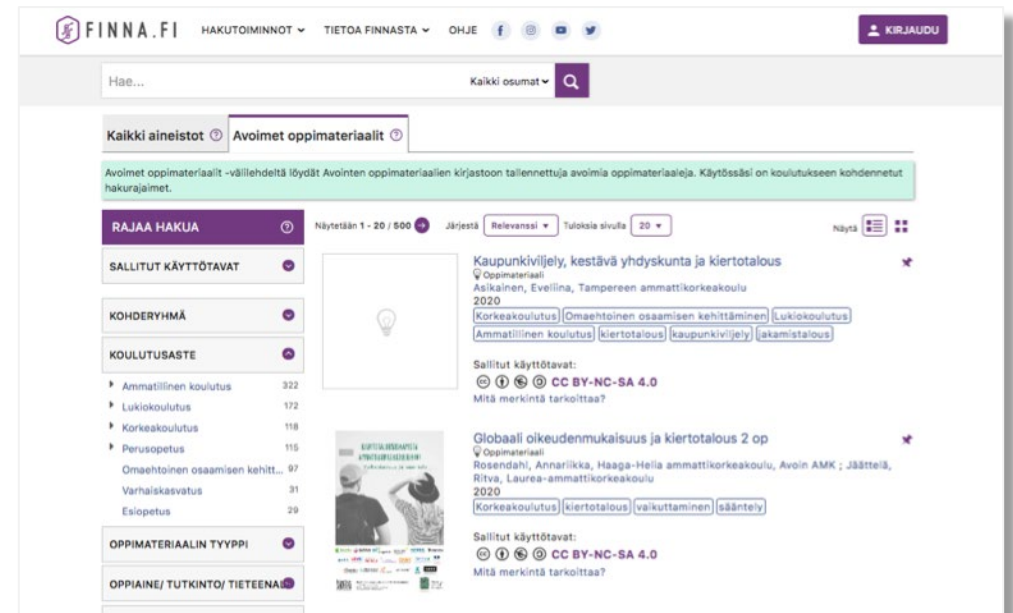 FINNA.FI HAKUTOIMINNOT TIETOA FINNASTA OHJE KIRJAUDU
Hae... Kaikki osumat
Kaikki aineistot Avoimet oppimateriaalit
Avoimet oppimateriaalit -välilehdeltä löydät Avointen oppimateriaalien kirjastoon tallennettuja avoimia oppimateriaaleja. Käytössäsi on koulutukseen kohdennetut
hakurajaimet.
RAJAA HAKUA
Näytetään 1 - 20 / 500 Järjestä Relevanssi Tuloksia sivulla 20 Näytä
SALLITUT KÄYTTÖTAVAT
KOHDERYHMÄ
KOULUTUSASTE
Ammatillinen koulutus 322
Lukiokoulutus 172
Korkeakoulutus 118
Perusopetus 115
Omaehtoinen osaamisen kehitt... 97
Varhaiskasvatus 31
Esiopetus 29
OPPIMATERIAALIN TYYPPI
OPPIAINE/ TUTKINTO/ TIETEENAL
Kaupunkiviljely, kestävä yhdyskunta ja kiertotalous
Oppimateriaali
Asikainen, Eveliina, Tampereen ammattikorkeakoulu
2020
Korkeakoulutus Omaehtoinen osaamisen kehittäminen Lukiokoulutus
Ammatillinen koulutus kiertotalous kaupunkiviljely jakamistalous
Sallitut käyttötavat:
CC BY-NC-SA 4.0
Mitä merkintä tarkoittaa?
Globaali oikeudenmukaisuus ja kiertotalous 2 op
Oppimateriaali
Rosendahl, Annariikka, Haaga-Helia ammattikorkeakoulu, Avoin AMK ; Jäättelä,
Ritva, Laurea-ammattikorkeakoulu
2020
Korkeakoulutus kiertotalous vaikuttaminen sääntely
Sallitut käyttötavat:
CC BY-NC-SA 4.0
Mitä merkintä tarkoittaa?